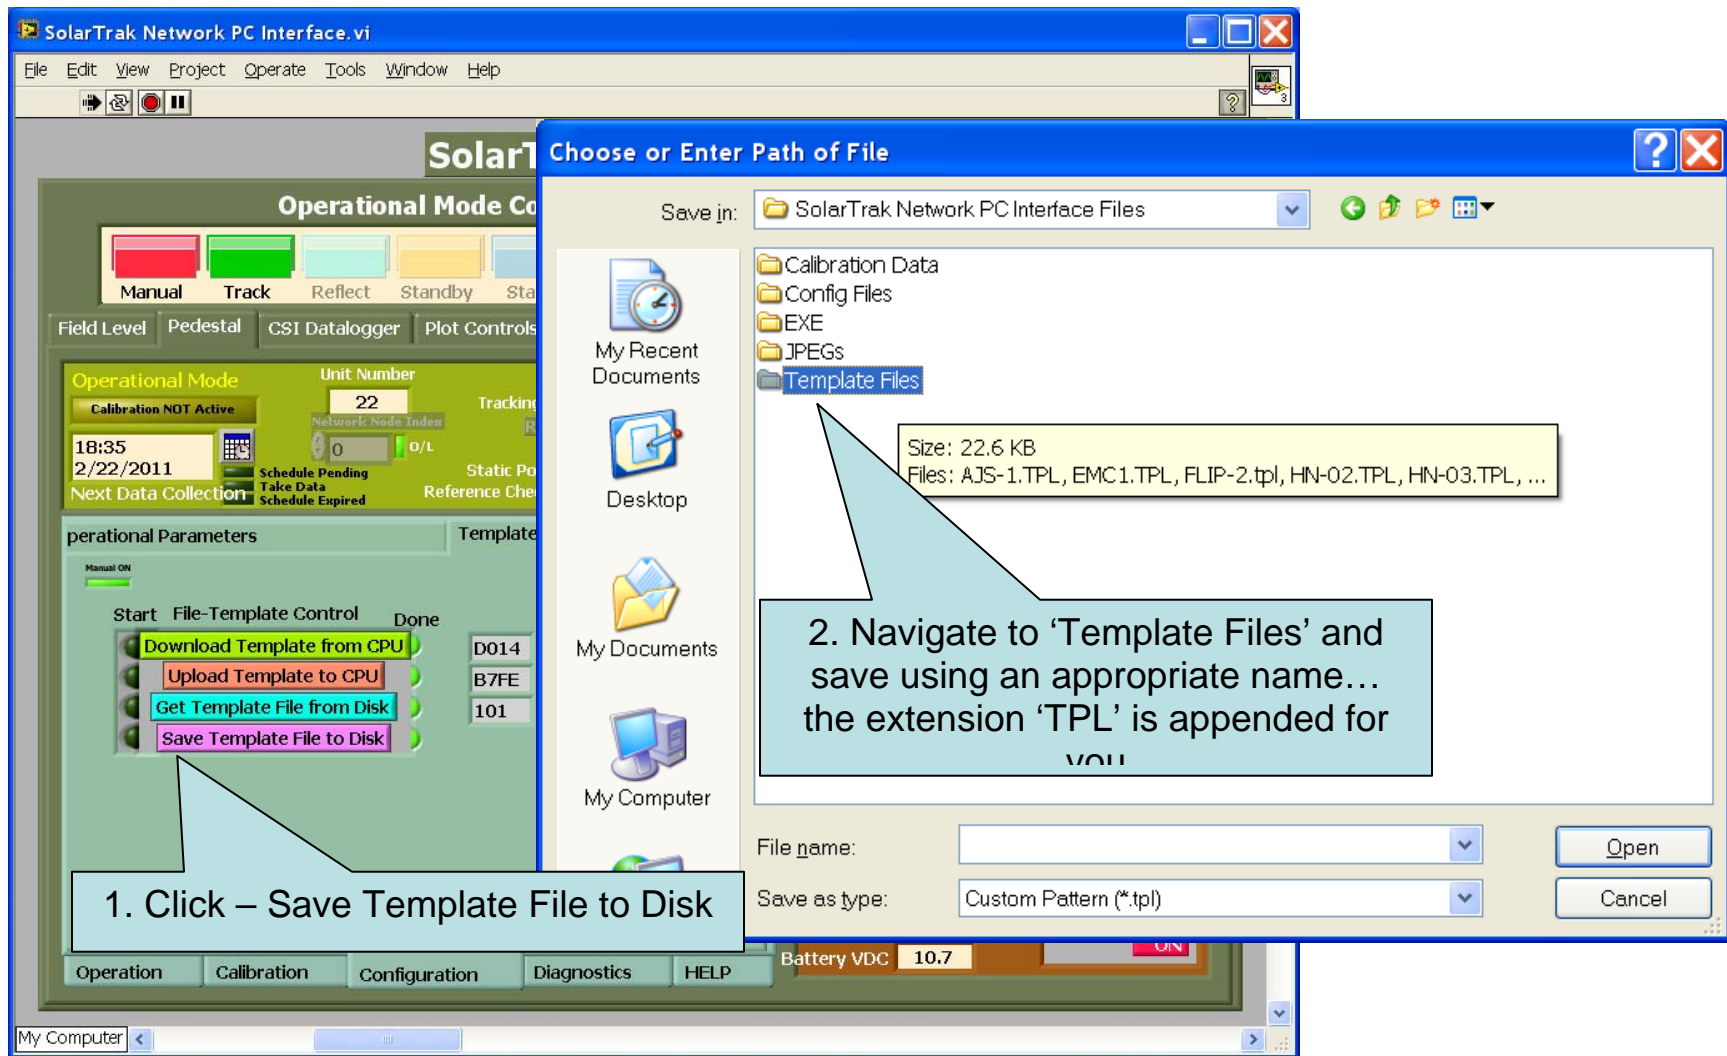 SolarTrak Network PC Interface.vi
File Edit View Project Operate Tools Window Help
3
SolarT
Operational Mode Co
Manual Track Reflect Standby Sta
Field Level Pedestal CSI Datalogger Plot Controls
Operational Mode
Calibration NOT Active
Unit Number
22
Network Node Index
0
O/L
Tracking
R
18:35
2/22/2011
Next Data Collection
Schedule Pending
Take Data
Schedule Expired
Static Po
Reference Che
perational Parameters
Template
Manual ON
Start File-Template Control Done
Download Template from CPU
Upload Template to CPU
Get Template File from Disk
Save Template File to Disk
D014
B7FE
101
1. Click – Save Template File to Disk
Operation Calibration Configuration Diagnostics HELP
Battery VDC 10.7
ON
My Computer
Choose or Enter Path of File
Save in: SolarTrak Network PC Interface Files
My Recent
Documents
Desktop
My Documents
My Computer
Calibration Data
Config Files
EXE
JPEGs
Template Files
Size: 22.6 KB
Files: AJS-1.TPL, EMC1.TPL, FLIP-2.tpl, HN-02.TPL, HN-03.TPL, ...
2. Navigate to ‘Template Files’ and
save using an appropriate name…
the extension ‘TPL’ is appended for
you
File name:
Open
Save as type: Custom Pattern (*.tpl)
Cancel